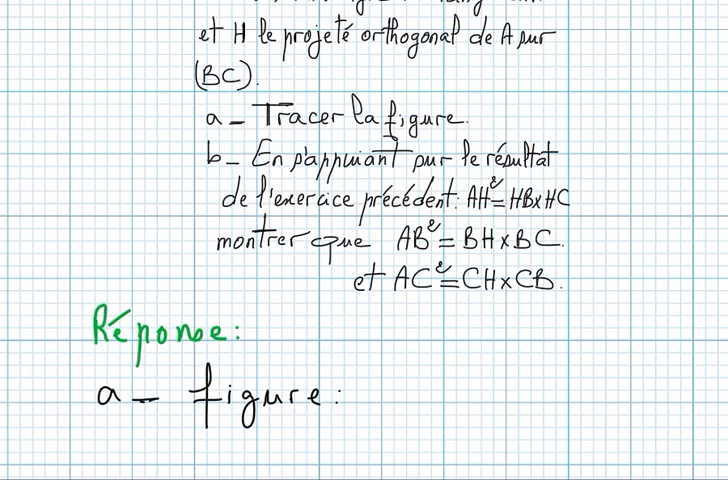 et H le projeté orthogonal de A sur
(BC).
a - Tracer la figure.
b - En s'appuiant sur le résultat
de l'exercice précédent: AH²= HB×HC
montrer que AB² = BH×BC.
et AC² = CH×CB.
Réponse:
a - figure: